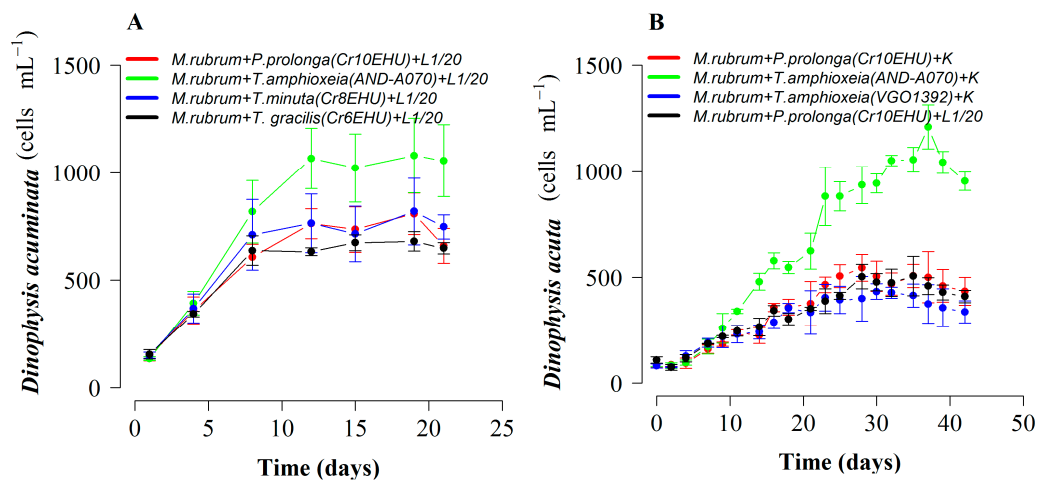 A
M.rubrum+P.prolonga(Cr10EHU)+L1/20
M.rubrum+T.amphioxeia(AND-A070)+L1/20
M.rubrum+T.minuta(Cr8EHU)+L1/20
M.rubrum+T. gracilis(Cr6EHU)+L1/20
Dinophysis acuminata (cells mL⁻¹)
1500
1000
500
0
0 5 10 15 20 25
Time (days)
B
M.rubrum+P.prolonga(Cr10EHU)+K
M.rubrum+T.amphioxeia(AND-A070)+K
M.rubrum+T.amphioxeia(VGO1392)+K
M.rubrum+P.prolonga(Cr10EHU)+L1/20
Dinophysis acuta (cells mL⁻¹)
1500
1000
500
0
0 10 20 30 40 50
Time (days)